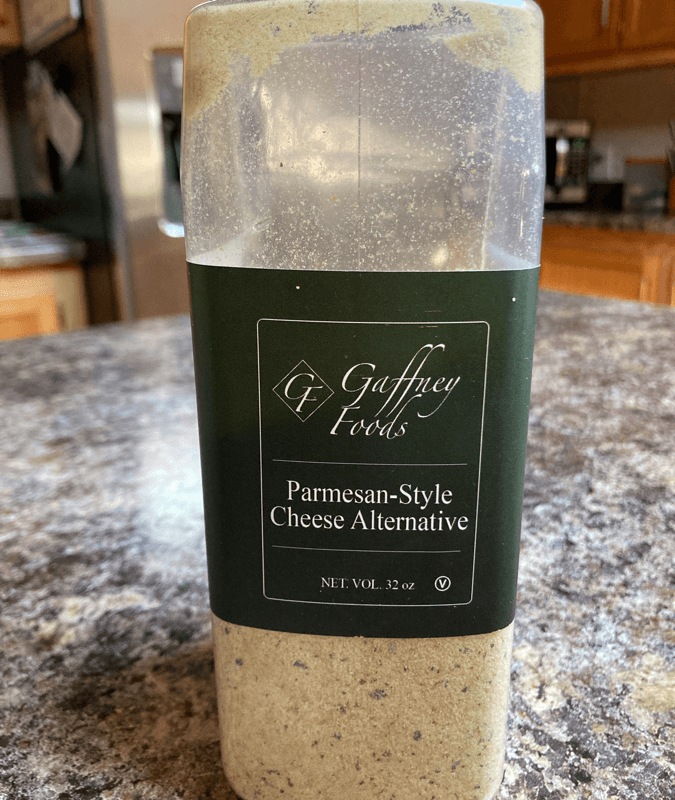 GF
Gaffney
Foods
Parmesan-Style
Cheese Alternative
NET. VOL. 32 oz V